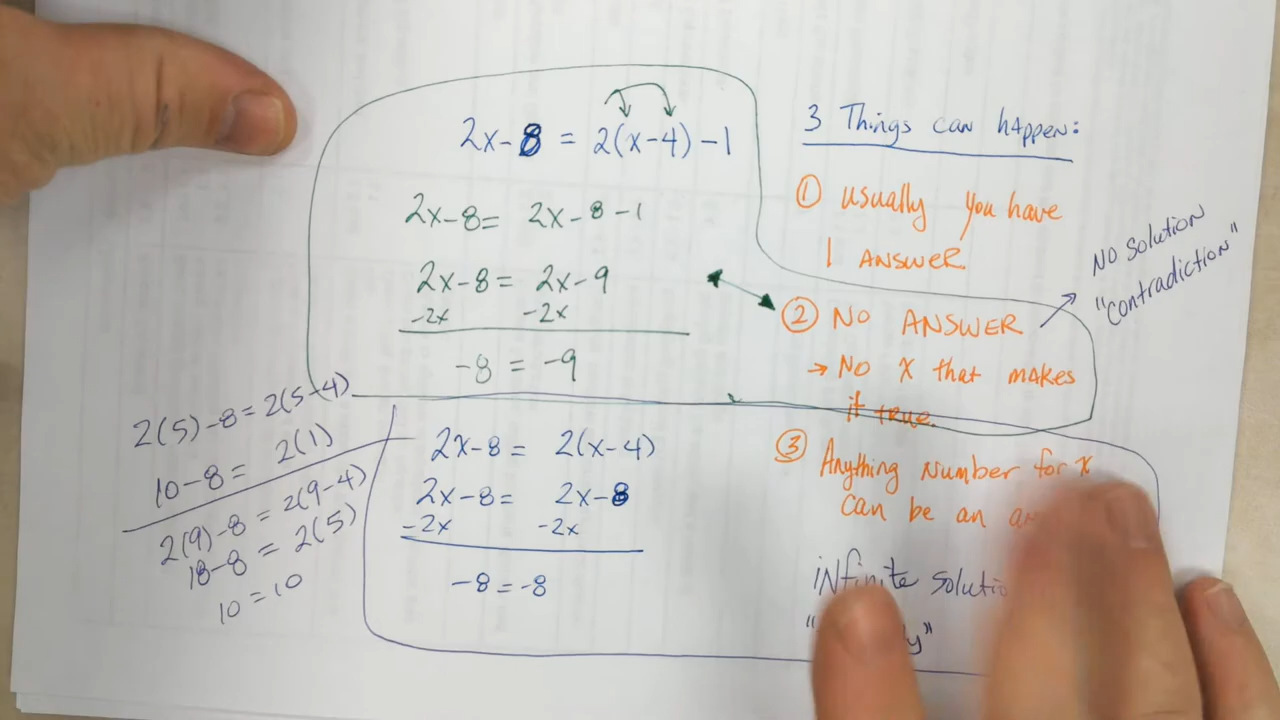 2x-8 = 2(x-4)-1
2x-8= 2x-8-1
2x-8= 2x-9
-2x -2x
-8 = -9
3 Things can happen:
① usually you have
1 ANSWER
② NO ANSWER
→ No x that makes
it true.
NO Solution
"contradiction"
2(5)-8=2(5-4)
10-8= 2(1)
2(9)-8=2(9-4)
18-8= 2(5)
10=10
2x-8= 2(x-4)
2x-8= 2x-8
-2x -2x
-8=-8
③ Anything Number for x
can be an
infinite